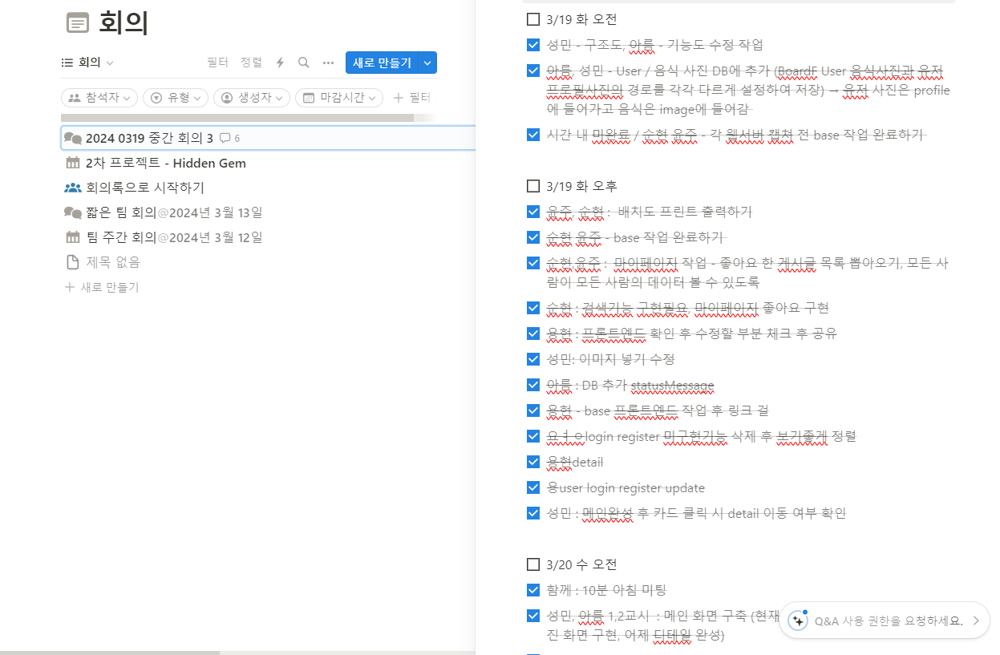 회의
회의
필터 정렬 새로 만들기
참석자 유형 생성자 마감시간 + 필터
2024 0319 중간 회의 3 6
2차 프로젝트 - Hidden Gem
회의록으로 시작하기
짧은 팀 회의@2024년 3월 13일
팀 주간 회의@2024년 3월 12일
제목 없음
+ 새로 만들기
3/19 화 오전
성민 - 구조도, 아름 - 기능도 수정 작업
아름, 성민 - User / 음식 사진 DB에 추가 (BoardF User 음식사진과 유저
프로필사진의 경로를 각각 다르게 설정하여 저장) → 유저 사진은 profile
에 들어가고 음식은 image에 들어감
시간 내 미완료 / 순현 윤주 - 각 웹서버 캡쳐 전 base 작업 완료하기
3/19 화 오후
윤주, 순현 : 배치도 프린트 출력하기
순현 윤주 - base 작업 완료하기
순현,윤주 : 마이페이지 작업 - 좋아요 한 게시글 목록 뽑아오기, 모든 사
람이 모든 사람의 데이터 볼 수 있도록
순현 : 검색기능 구현필요, 마이페이지 좋아요 구현
용현 : 프론트엔드 확인 후 수정할 부분 체크 후 공유
성민: 이미지 넣기 수정
아름 : DB 추가 statusMessage
용현 - base 프론트엔드 작업 후 링크 걸
요ㅕㅇlogin register 미구현기능 삭제 후 보기좋게 정렬
용현detail
용user login register update
성민 : 메인완성 후 카드 클릭 시 detail 이동 여부 확인
3/20 수 오전
함께 : 10분 아침 미팅
성민, 아름 1,2교시 : 메인 화면 구축 (현재
진 화면 구현, 어제 디테일 완성)
Q&A 사용 권한을 요청하세요.